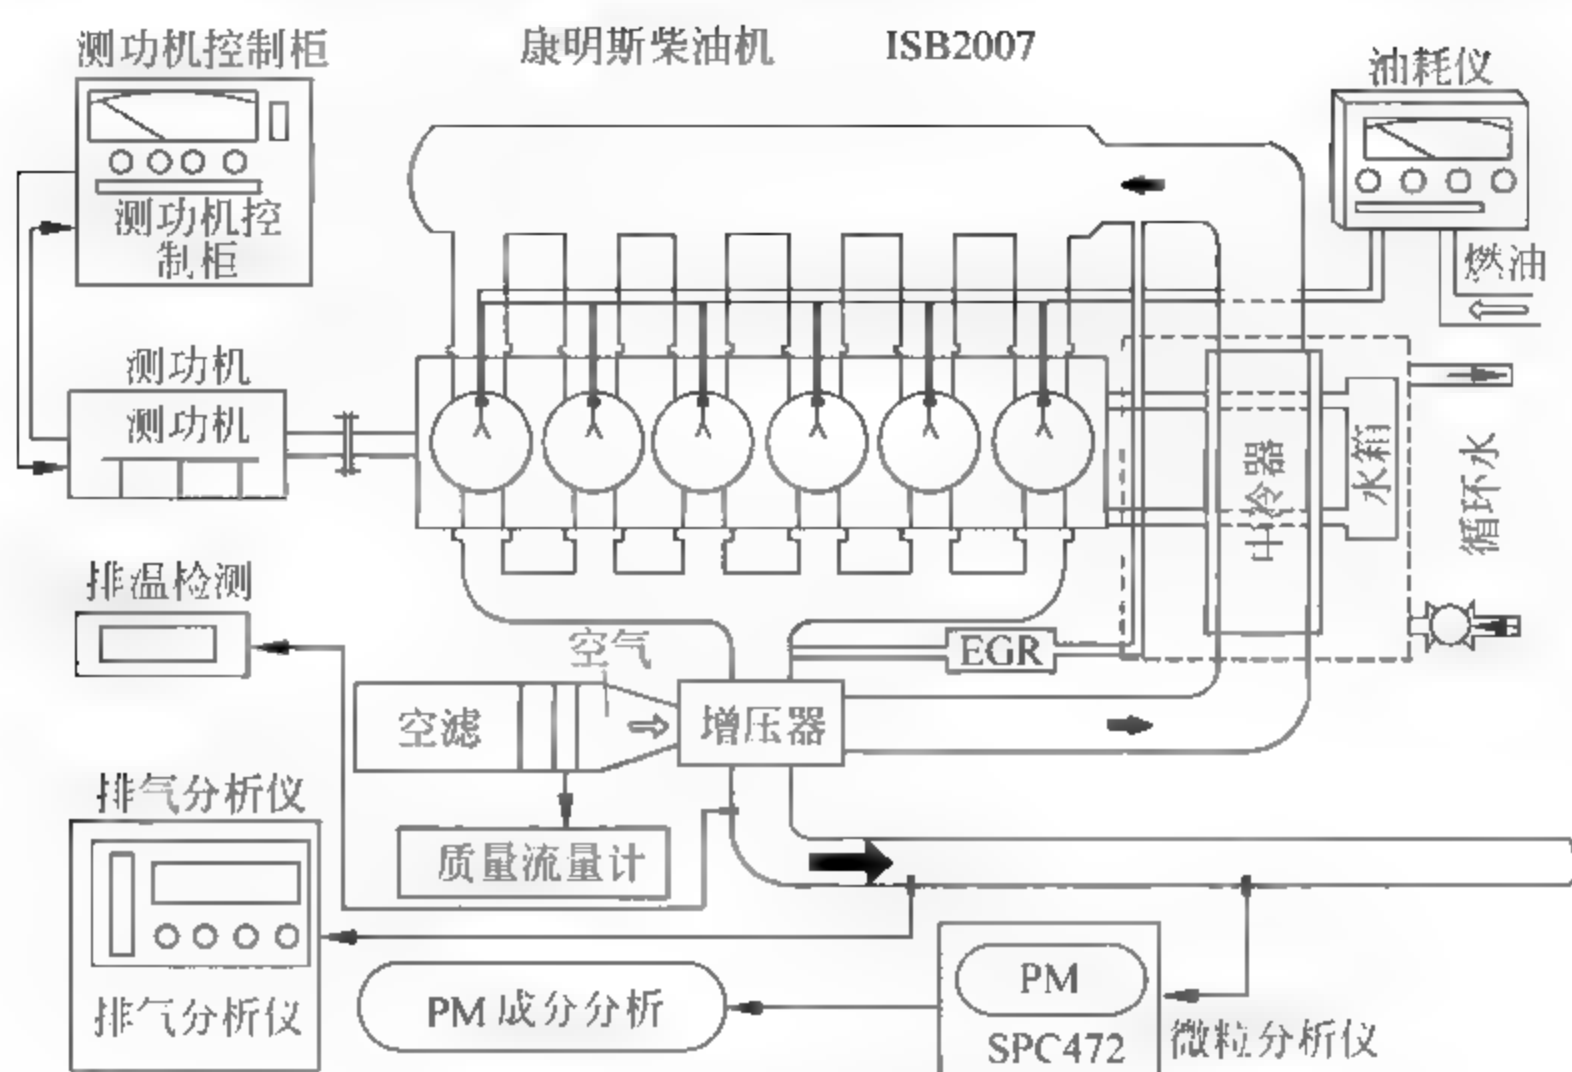 测功机控制柜
康明斯柴油机 ISB2007
油耗仪
测功机控
制柜
燃油
测功机
测功机
中冷器
水箱
循环水
排温检测
空气
EGR
空滤
增压器
排气分析仪
质量流量计
PM
PM 成分分析
排气分析仪
SPC472
微粒分析仪